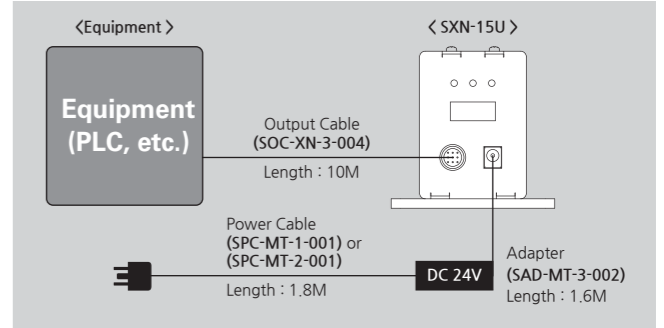 <Equipment>
< SXN-15U >
Equipment
(PLC, etc.)
Output Cable
(SOC-XN-3-004)
Length : 10M
Power Cable
(SPC-MT-1-001) or
(SPC-MT-2-001)
Length : 1.8M
DC 24V
Adapter
(SAD-MT-3-002)
Length : 1.6M